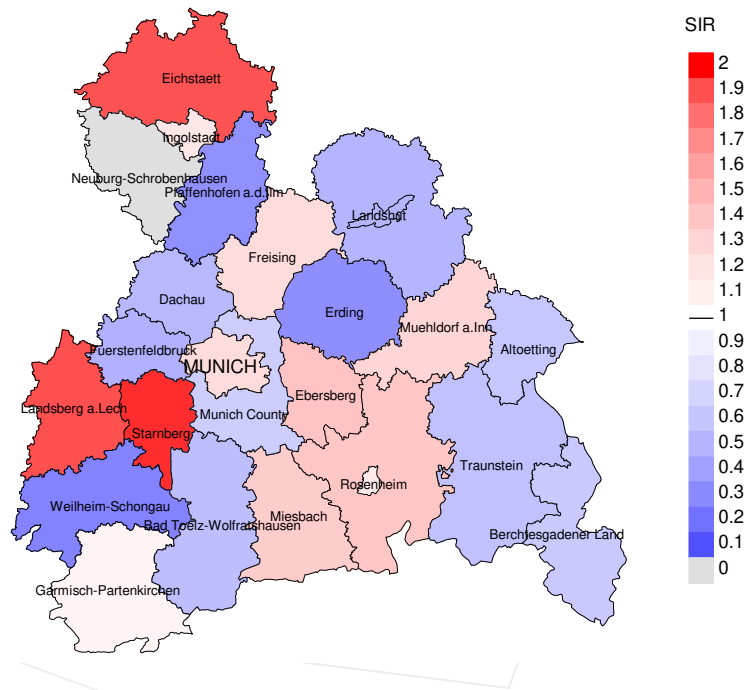 SIR
2
1.9
1.8
1.7
1.6
1.5
1.4
1.3
1.2
1.1
1
0.9
0.8
0.7
0.6
0.5
0.4
0.3
0.2
0.1
0
Eichstaett
Ingolstadt
Neuburg-Schrobenhausen
Pfaffenhofen a.d.Ilm
Landshut
Freising
Dachau
Erding
Muehldorf a.Inn
Fuerstenfeldbruck
Altoetting
MUNICH
Ebersberg
Landsberg a.Lech
Munich County
Starnberg
Traunstein
Rosenheim
Weilheim-Schongau
Miesbach
Bad Toelz-Wolfratshausen
Berchtesgadener Land
Garmisch-Partenkirchen